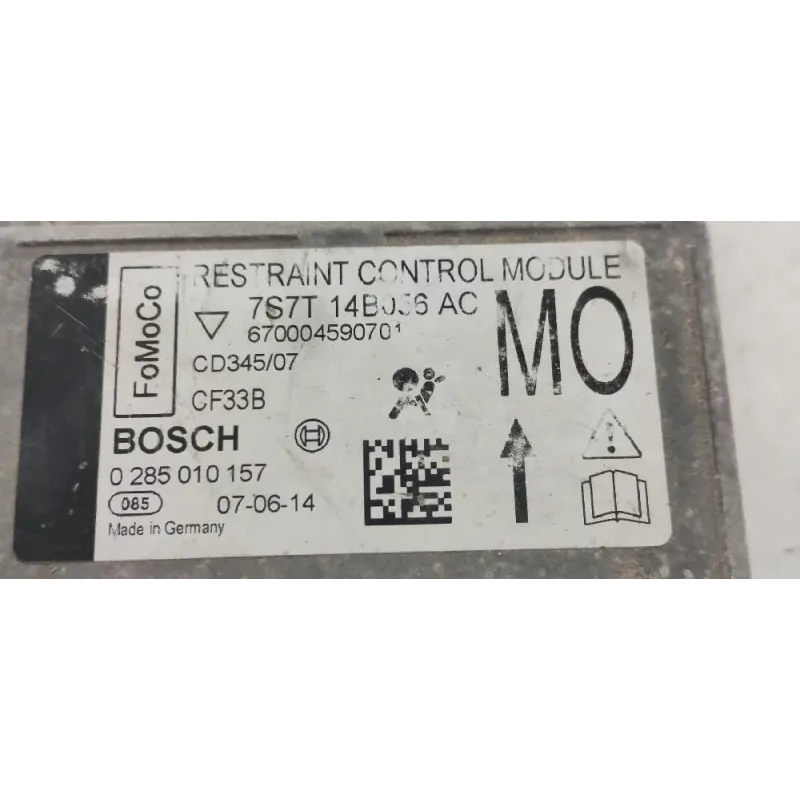 FoMoCo
RESTRAINT CONTROL MODULE
7S7T 14B056 AC
670004590701
CD345/07
CF33B
MO
BOSCH
0 285 010 157
085 07-06-14
Made in Germany